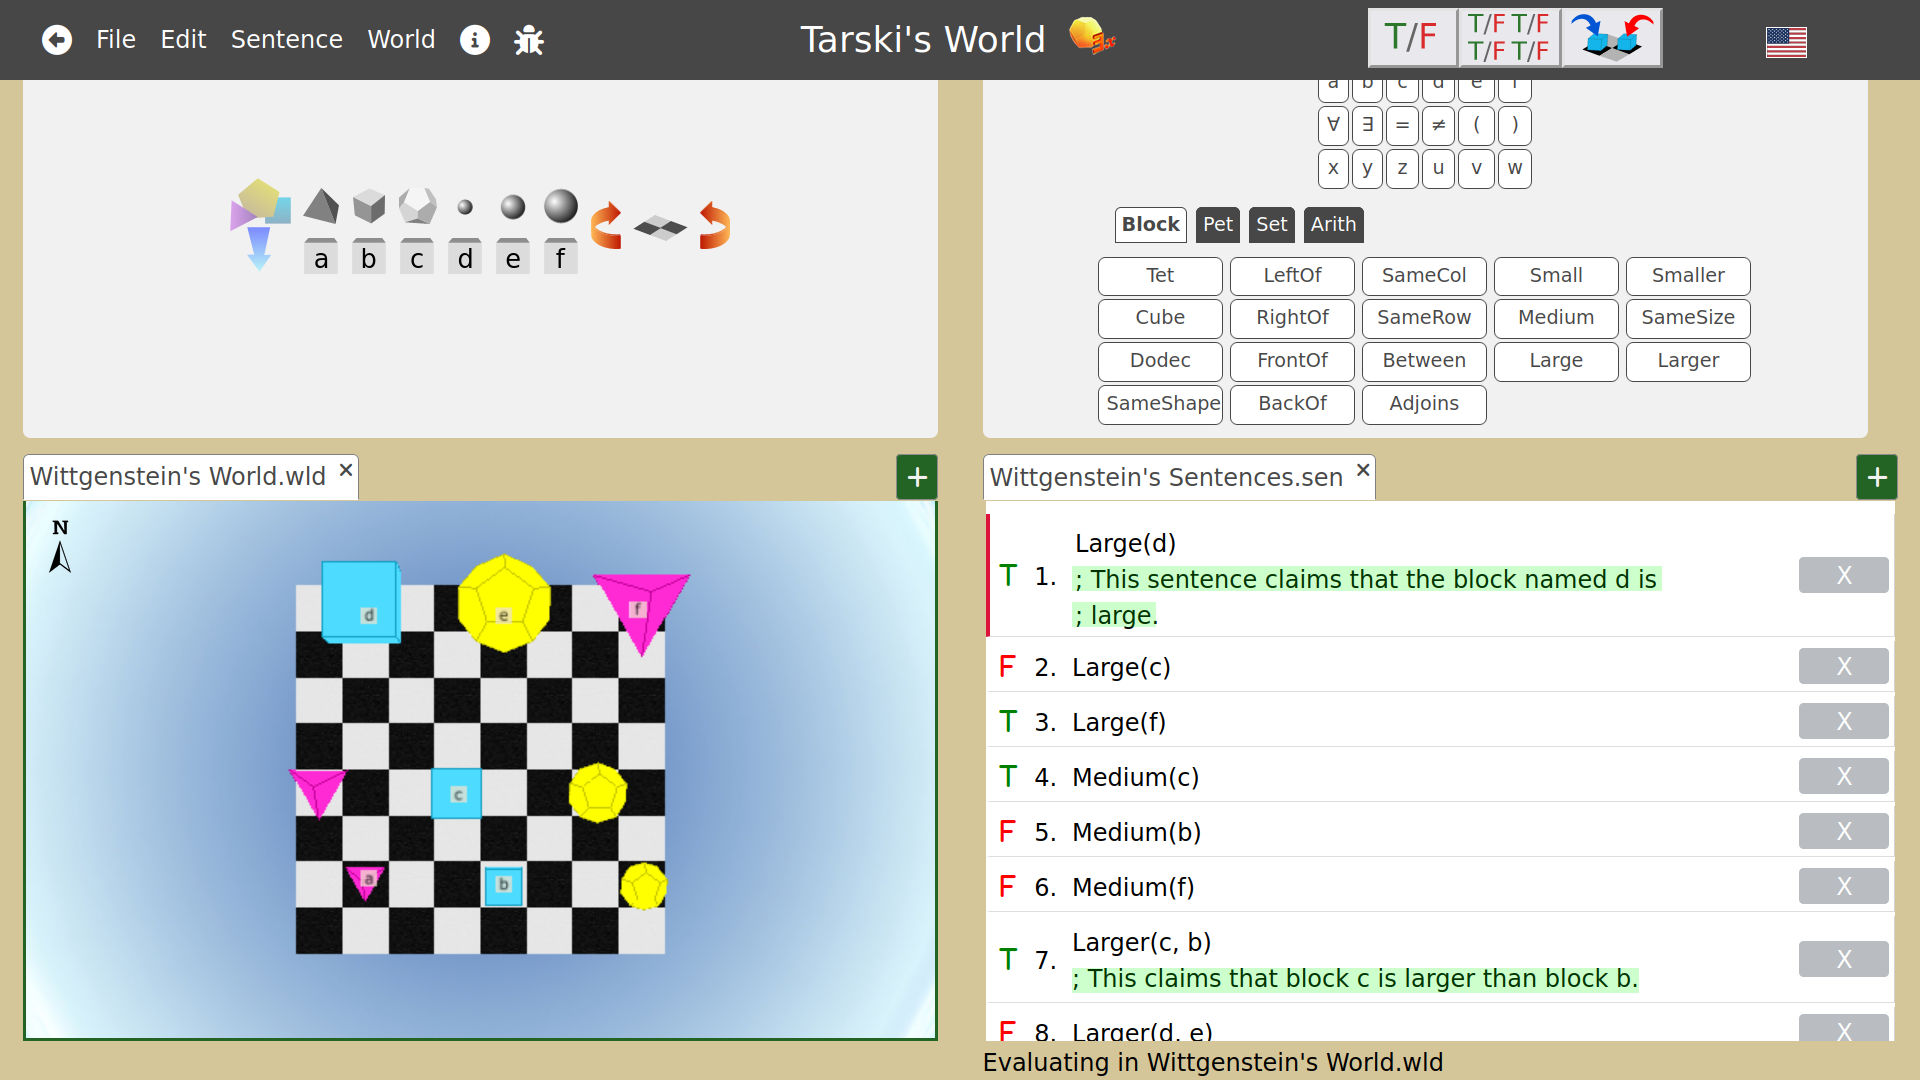 File Edit Sentence World Tarski's World T/F T/F T/F
T/F T/F
a b c d e f
∀ ∃ = ≠ ( )
x y z u v w
a b c d e f
Block Pet Set Arith
Tet LeftOf SameCol Small Smaller
Cube RightOf SameRow Medium SameSize
Dodec FrontOf Between Large Larger
SameShape BackOf Adjoins
Wittgenstein's World.wld × +
Wittgenstein's Sentences.sen × +
N
d e f
c
a b
T 1. Large(d) X
; This sentence claims that the block named d is
; large.
F 2. Large(c) X
T 3. Large(f) X
T 4. Medium(c) X
F 5. Medium(b) X
F 6. Medium(f) X
T 7. Larger(c, b) X
; This claims that block c is larger than block b.
F 8. Larger(d, e) X
Evaluating in Wittgenstein's World.wld